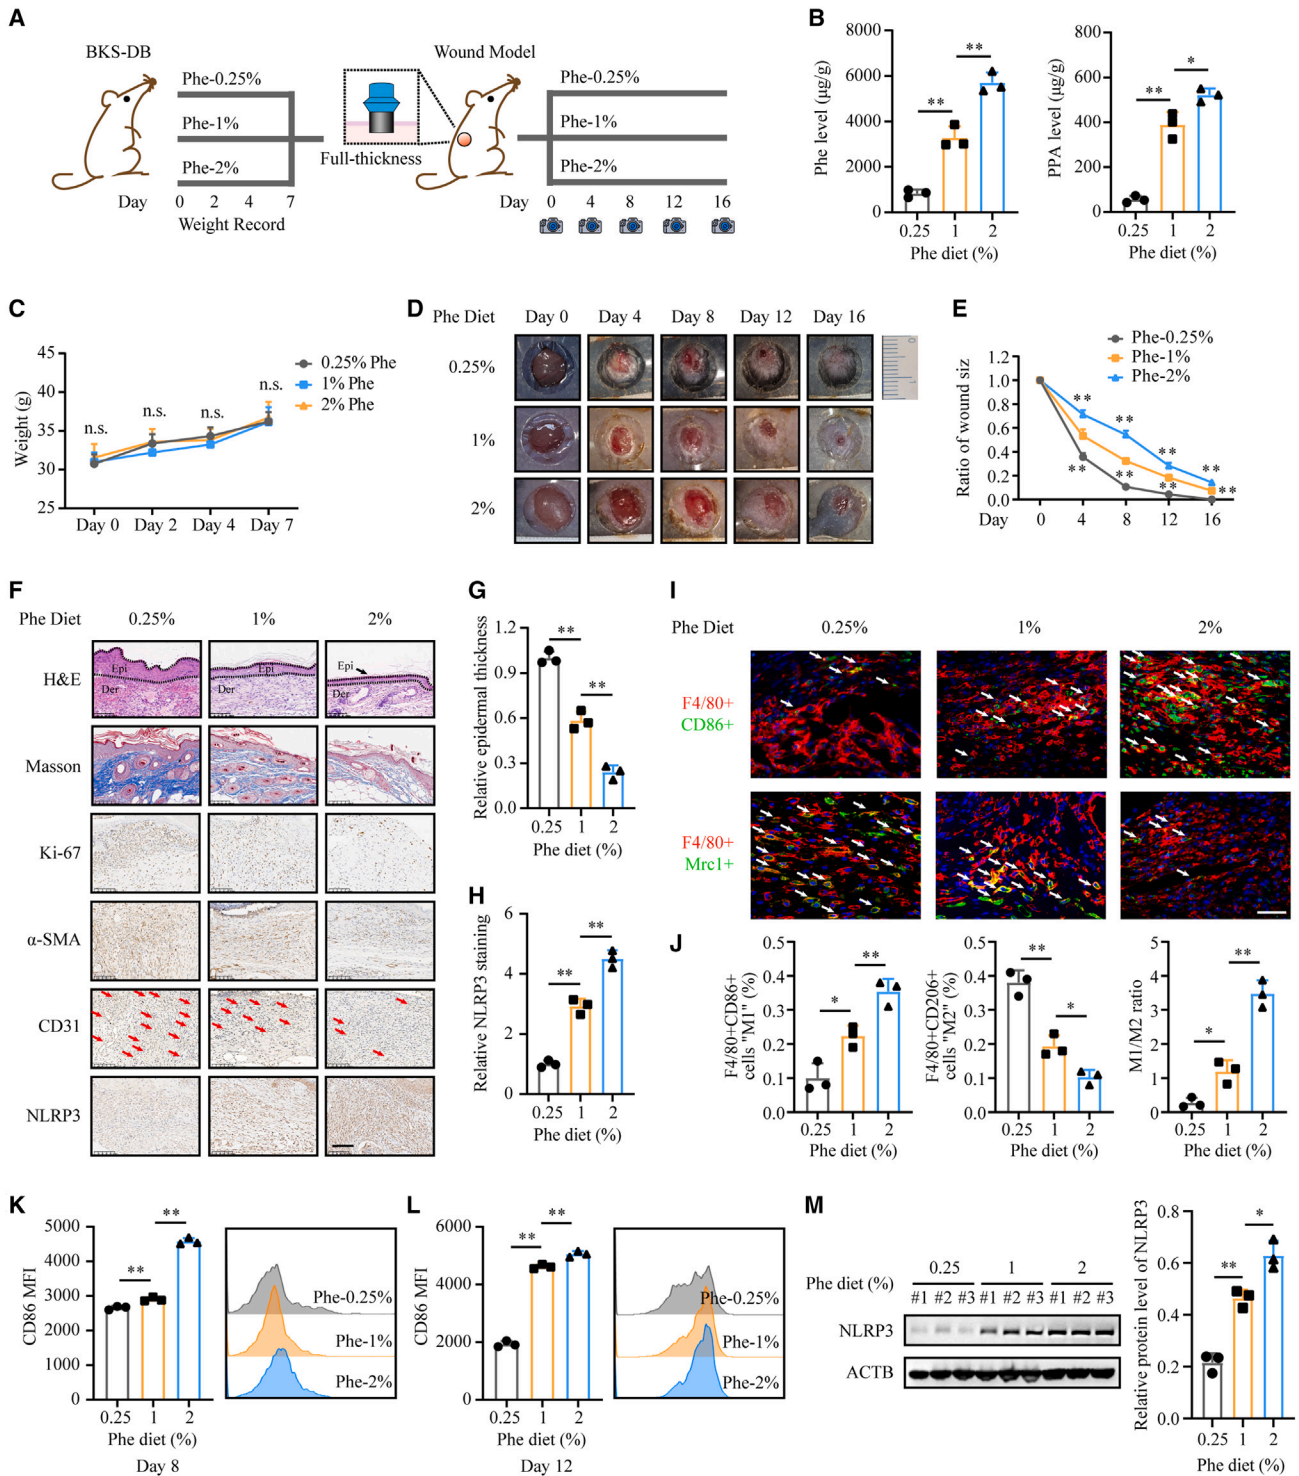 A
BKS-DB
Phe-0.25%
Phe-1%
Phe-2%
Day 0 2 4 7
Weight Record
Full-thickness
Wound Model
Phe-0.25%
Phe-1%
Phe-2%
Day 0 4 8 12 16
B
Phe level (μg/g)
8000
6000
4000
2000
0
** **
0.25 1 2
Phe diet (%)
PPA level (μg/g)
800
600
400
200
0
** *
0.25 1 2
Phe diet (%)
C
Weight (g)
45
40
35
30
25
n.s. n.s. n.s. n.s.
0.25% Phe
1% Phe
2% Phe
Day 0 Day 2 Day 4 Day 7
D
Phe Diet Day 0 Day 4 Day 8 Day 12 Day 16
0.25%
1%
2%
E
Phe-0.25%
Phe-1%
Phe-2%
Ratio of wound siz
1.2
1.0
0.8
0.6
0.4
0.2
0.0
** ** ** **
** ** ** **
Day 0 4 8 12 16
F
Phe Diet 0.25% 1% 2%
H&E
Epi Epi Epi
Der Der Der
Masson
Ki-67
α-SMA
CD31
NLRP3
G
Relative epidermal thickness
1.2
0.9
0.6
0.3
0.0
** **
0.25 1 2
Phe diet (%)
H
Relative NLRP3 staining
6
4
2
0
** **
0.25 1 2
Phe diet (%)
I
Phe Diet 0.25% 1% 2%
F4/80+
CD86+
F4/80+
Mrc1+
J
F4/80+CD86+
cells "M1" (%)
0.5
0.4
0.3
0.2
0.1
0.0
* **
0.25 1 2
Phe diet (%)
F4/80+CD206+
cells "M2" (%)
0.5
0.4
0.3
0.2
0.1
0.0
** *
0.25 1 2
Phe diet (%)
M1/M2 ratio
5
4
3
2
1
0
* **
0.25 1 2
Phe diet (%)
K
CD86 MFI
5000
4000
3000
2000
1000
0
** **
0.25 1 2
Phe diet (%)
Day 8
Phe-0.25%
Phe-1%
Phe-2%
L
CD86 MFI
6000
4000
2000
0
** **
0.25 1 2
Phe diet (%)
Day 12
Phe-0.25%
Phe-1%
Phe-2%
M
0.25 1 2
Phe diet (%) #1 #2 #3 #1 #2 #3 #1 #2 #3
NLRP3
ACTB
Relative protein level of NLRP3
0.8
0.6
0.4
0.2
0.0
** *
0.25 1 2
Phe diet (%)